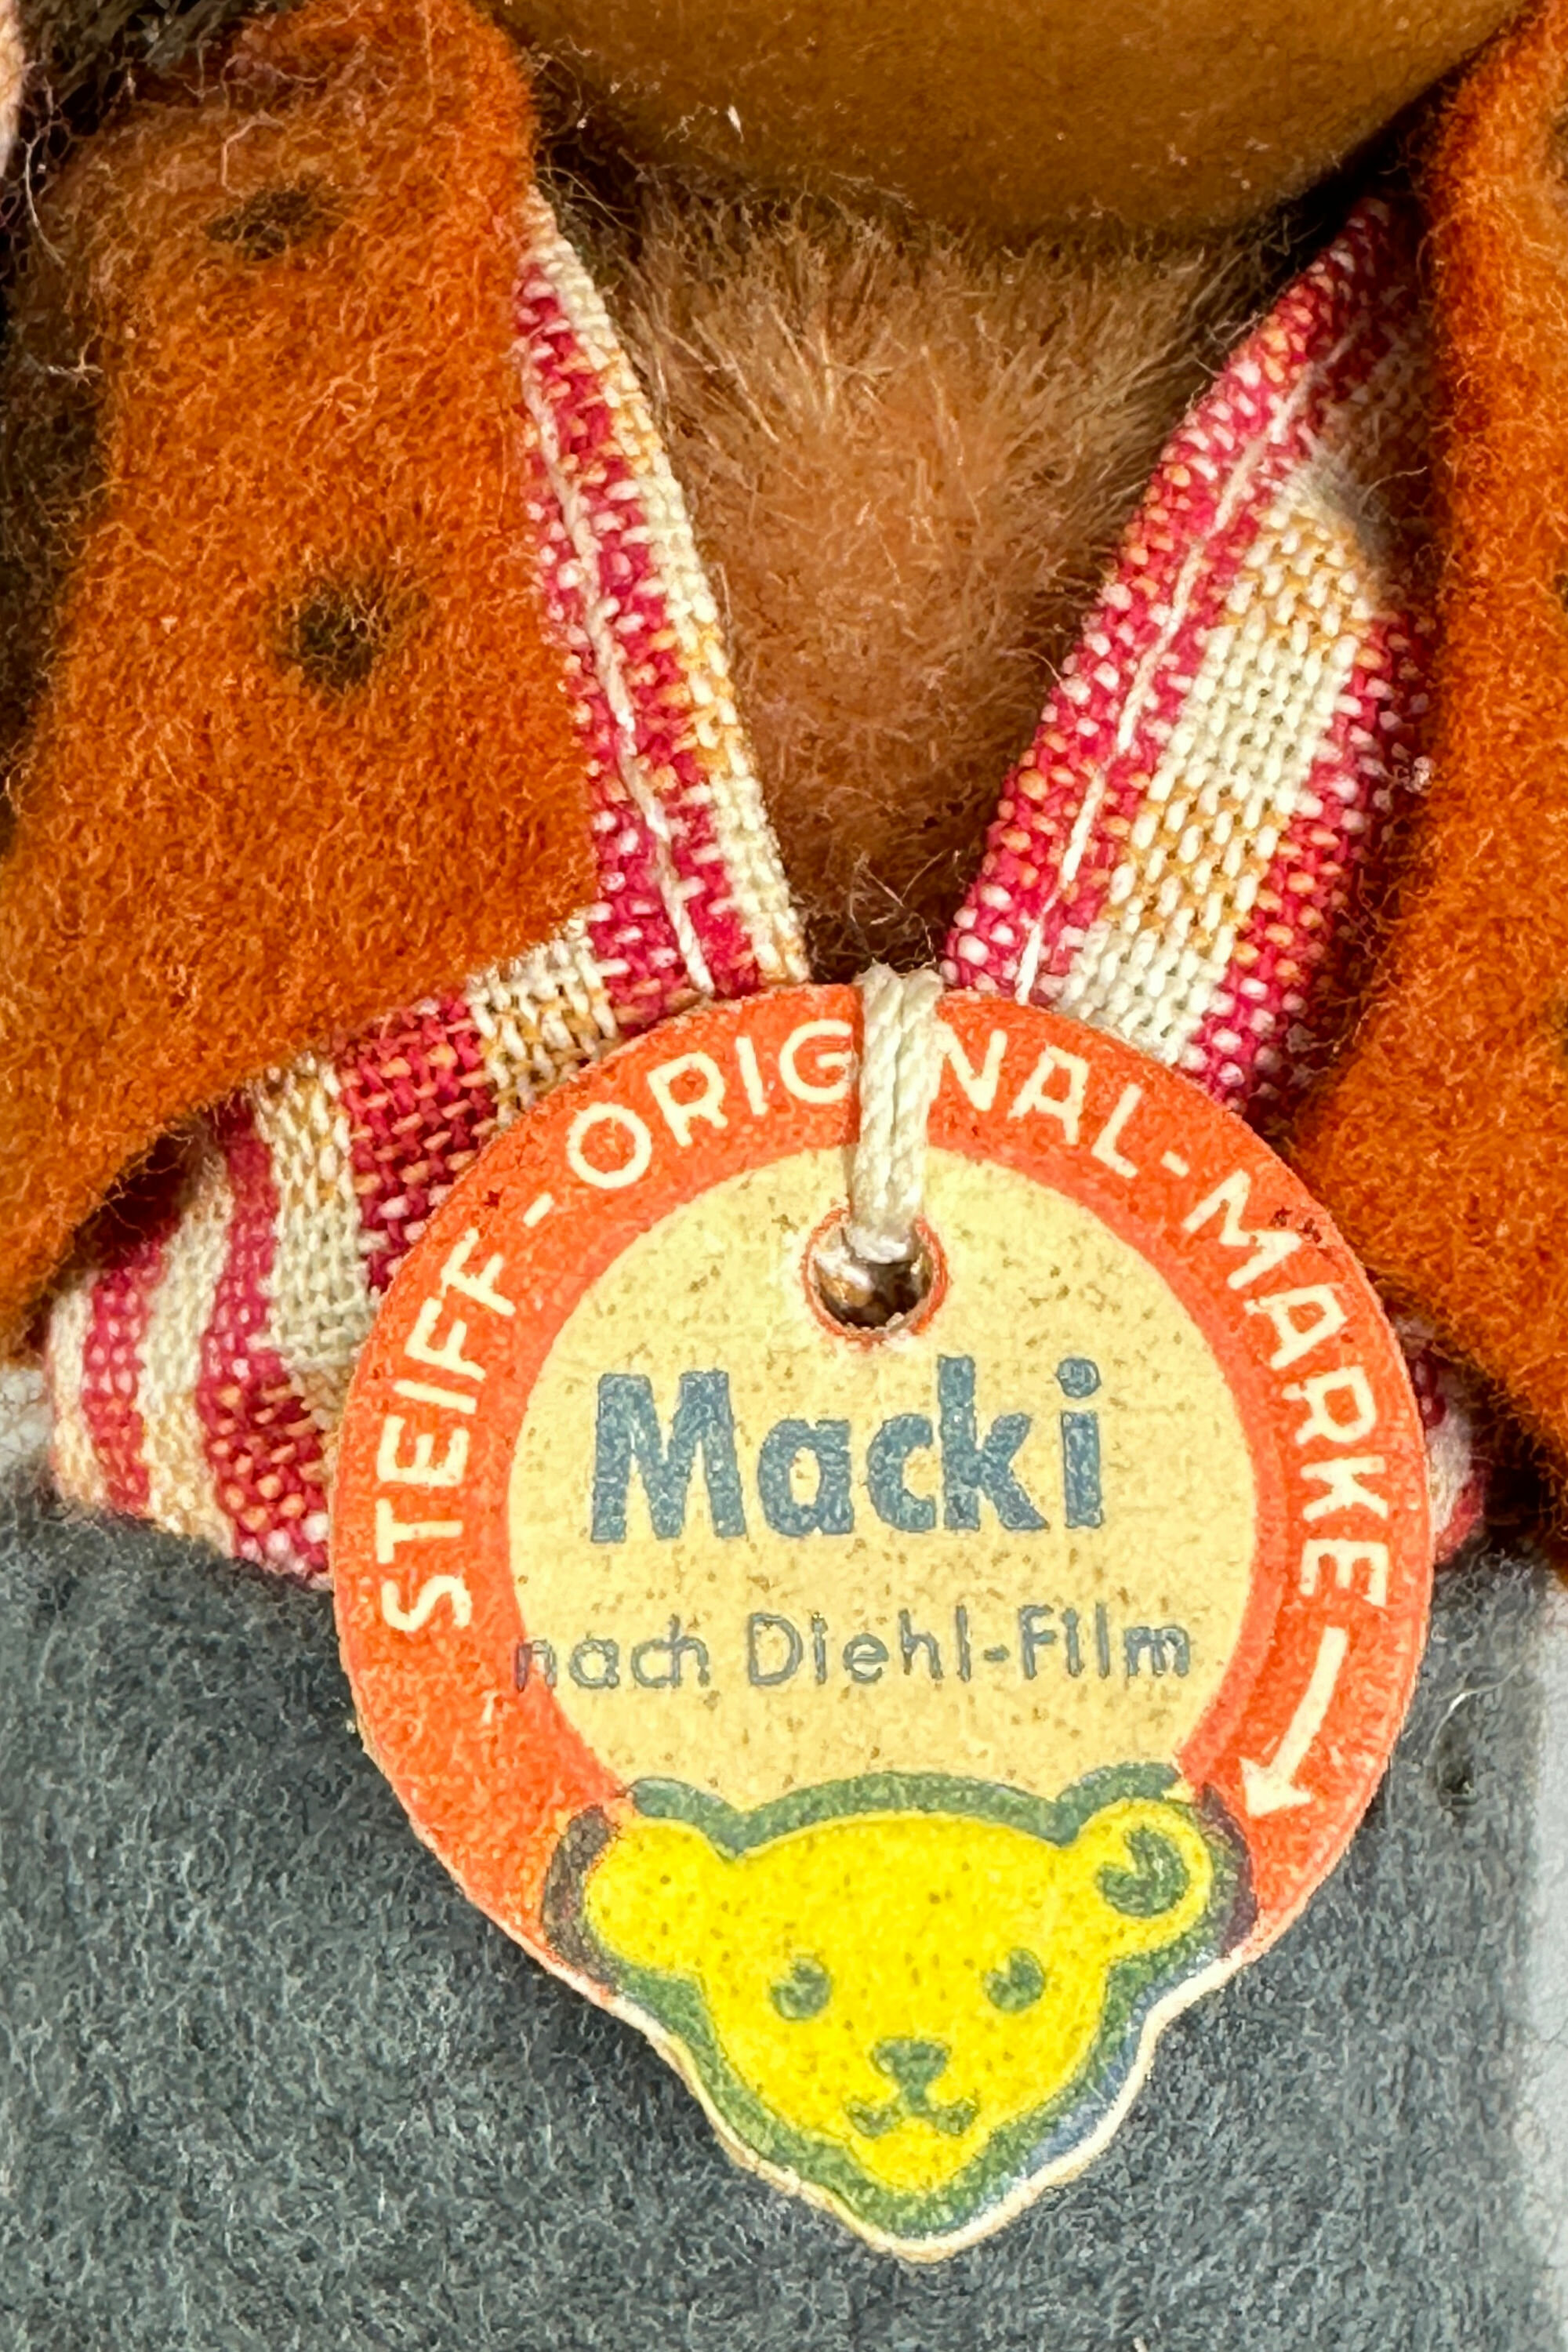 STEIFF-ORIGINAL-MARKE
Macki
nach Diehl-Film